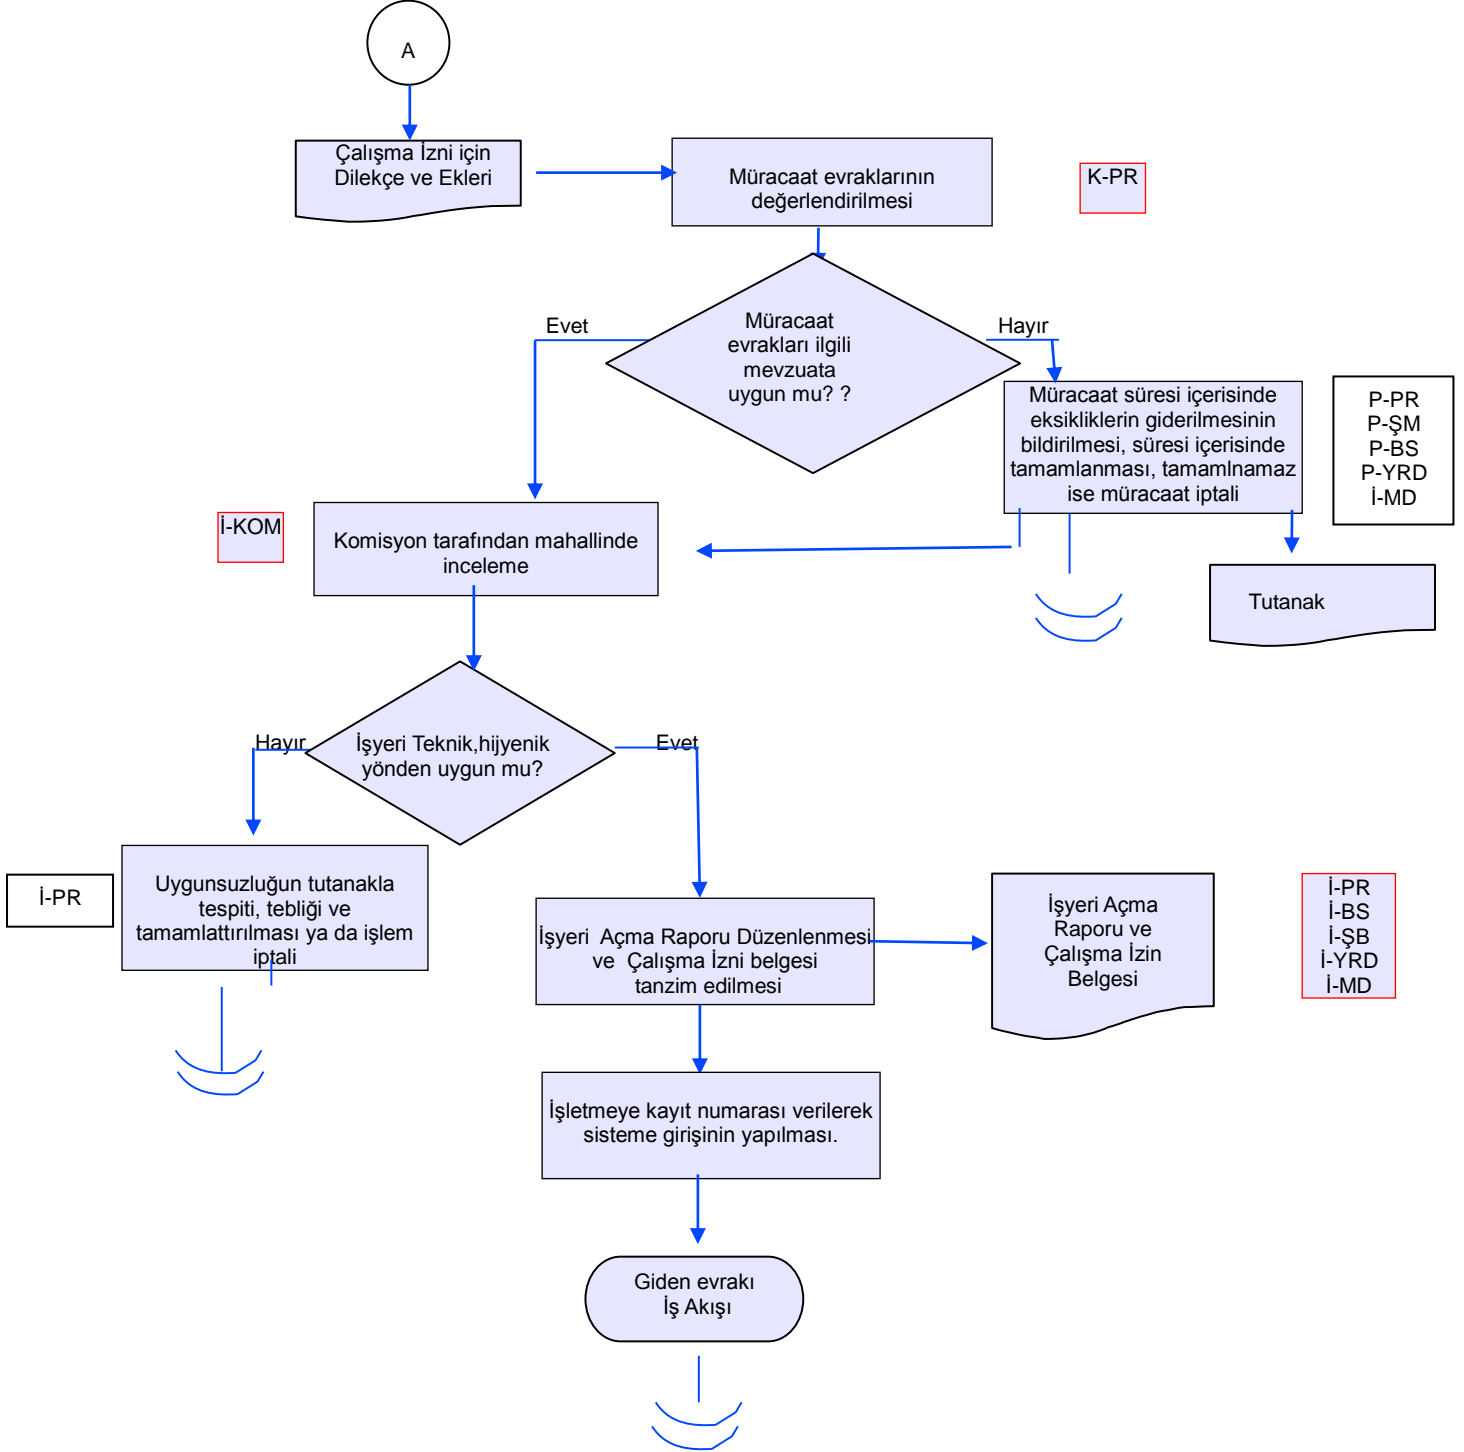 A
Çalışma İzni için
Dilekçe ve Ekleri
Müracaat evraklarının
değerlendirilmesi
K-PR
Evet
Müracaat
evrakları ilgili
mevzuata
uygun mu? ?
Hayır
Müracaat süresi içerisinde
eksikliklerin giderilmesinin
bildirilmesi, süresi içerisinde
tamamlanması, tamamlnamaz
ise müracaat iptali
P-PR
P-ŞM
P-BS
P-YRD
İ-MD
İ-KOM
Komisyon tarafından mahallinde
inceleme
Tutanak
Hayır
İşyeri Teknik,hijyenik
yönden uygun mu?
Evet
İ-PR
Uygunsuzluğun tutanakla
tespiti, tebliği ve
tamamlattırılması ya da işlem
iptali
İşyeri  Açma Raporu Düzenlenmesi
ve  Çalışma İzni belgesi
tanzim edilmesi
İşyeri Açma
Raporu ve
Çalışma İzin
Belgesi
İ-PR
İ-BS
İ-ŞB
İ-YRD
İ-MD
İşletmeye kayıt numarası verilerek
sisteme girişinin yapılması.
Giden evrakı
İş Akışı